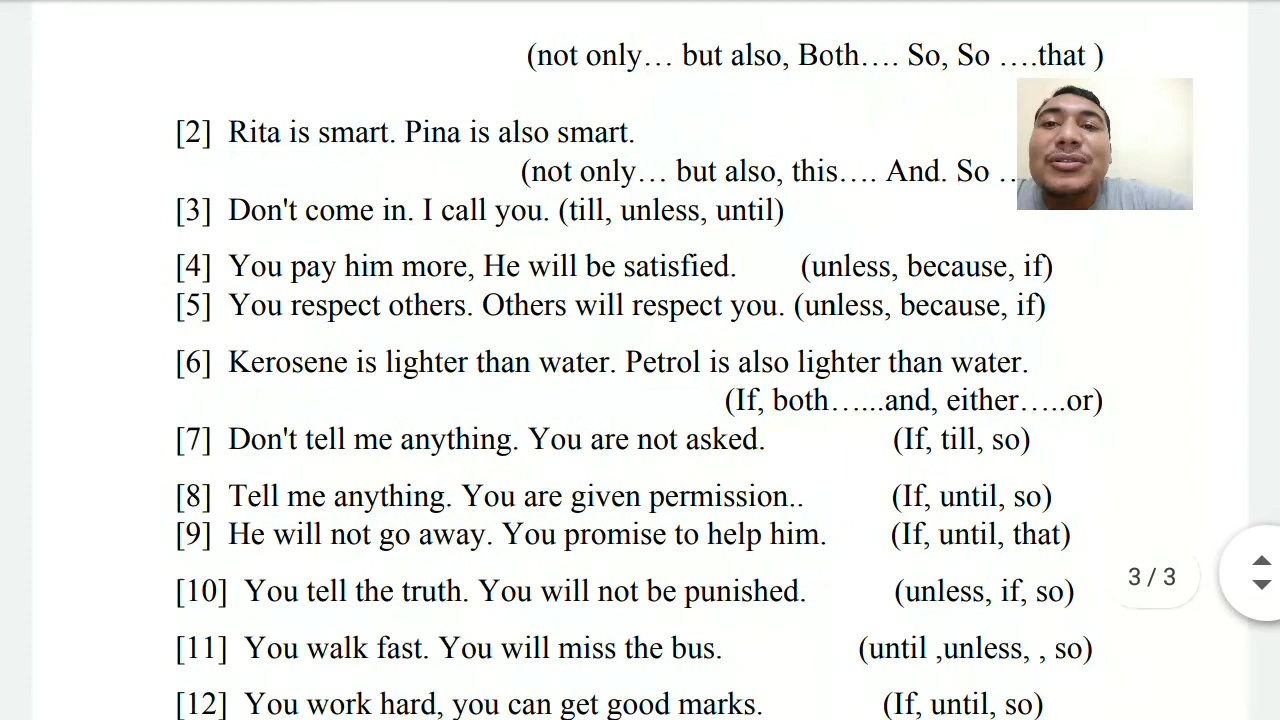 (not only… but also, Both…. So, So ….that )
[2] Rita is smart. Pina is also smart.
(not only… but also, this…. And. So …
[3] Don't come in. I call you. (till, unless, until)
[4] You pay him more, He will be satisfied. (unless, because, if)
[5] You respect others. Others will respect you. (unless, because, if)
[6] Kerosene is lighter than water. Petrol is also lighter than water.
(If, both…...and, either…..or)
[7] Don't tell me anything. You are not asked. (If, till, so)
[8] Tell me anything. You are given permission.. (If, until, so)
[9] He will not go away. You promise to help him. (If, until, that)
3 / 3
[10] You tell the truth. You will not be punished. (unless, if, so)
[11] You walk fast. You will miss the bus. (until ,unless, , so)
[12] You work hard, you can get good marks. (If, until, so)